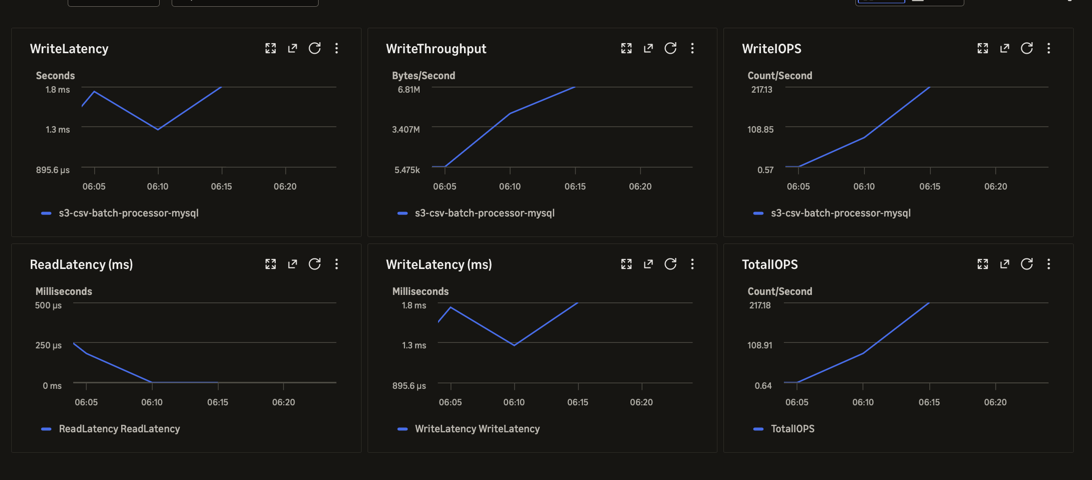 WriteLatency
Seconds
1.8 ms
1.3 ms
895.6 µs
06:05 06:10 06:15 06:20
s3-csv-batch-processor-mysql
WriteThroughput
Bytes/Second
6.81M
3.407M
5.475k
06:05 06:10 06:15 06:20
s3-csv-batch-processor-mysql
WriteIOPS
Count/Second
217.13
108.85
0.57
06:05 06:10 06:15 06:20
s3-csv-batch-processor-mysql
ReadLatency (ms)
Milliseconds
500 µs
250 µs
0 ms
06:05 06:10 06:15 06:20
ReadLatency ReadLatency
WriteLatency (ms)
Milliseconds
1.8 ms
1.3 ms
895.6 µs
06:05 06:10 06:15 06:20
WriteLatency WriteLatency
TotalIOPS
Count/Second
217.18
108.91
0.64
06:05 06:10 06:15 06:20
TotalIOPS